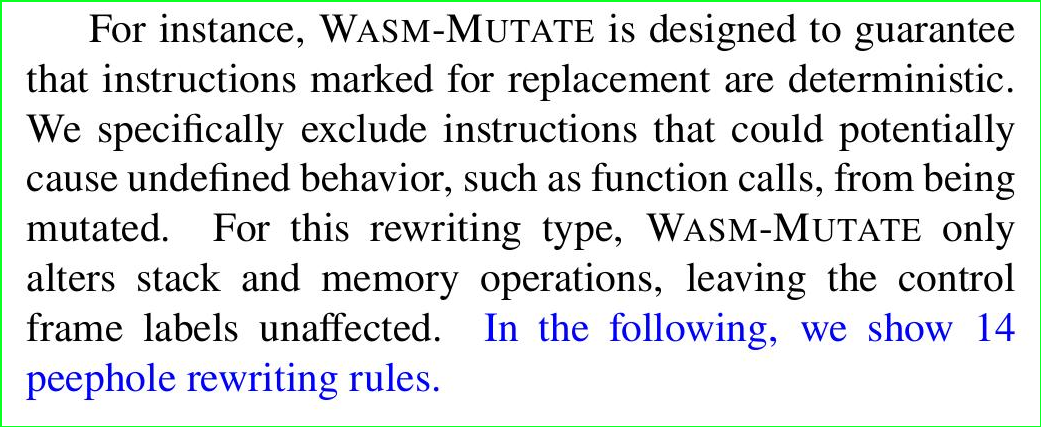 For instance, WASM-MUTATE is designed to guarantee
that instructions marked for replacement are deterministic.
We specifically exclude instructions that could potentially
cause undefined behavior, such as function calls, from being
mutated. For this rewriting type, WASM-MUTATE only
alters stack and memory operations, leaving the control
frame labels unaffected. In the following, we show 14
peephole rewriting rules.